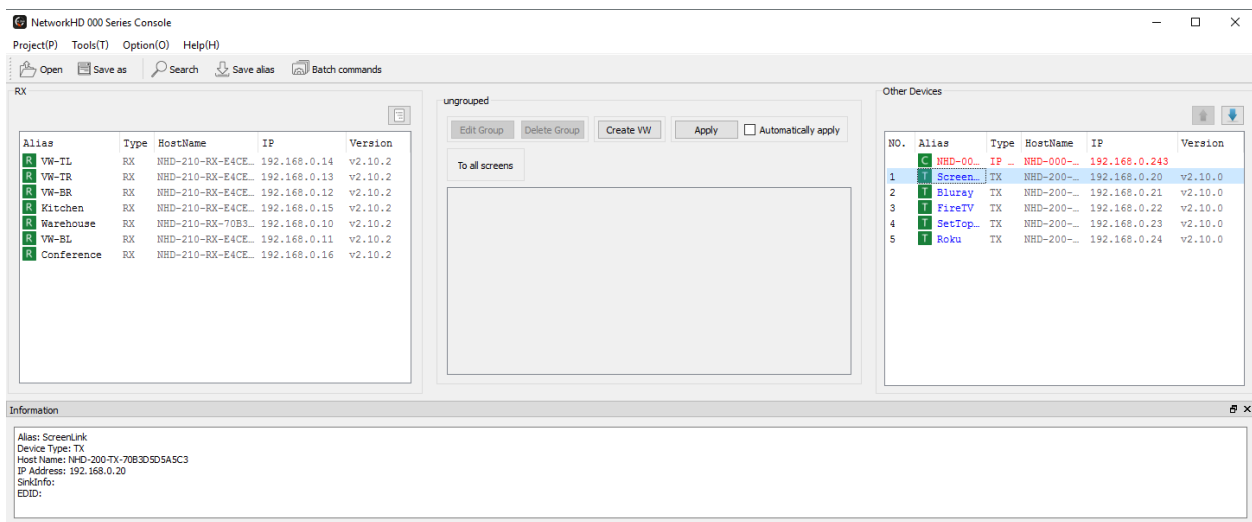 NetworkHD 000 Series Console
Project(P) Tools(T) Option(O) Help(H)
Open Save as Search Save alias Batch commands
RX
Alias Type HostName IP Version
R VW-TL RX NHD-210-RX-E4CE... 192.168.0.14 v2.10.2
R VW-TR RX NHD-210-RX-E4CE... 192.168.0.13 v2.10.2
R VW-BR RX NHD-210-RX-E4CE... 192.168.0.12 v2.10.2
R Kitchen RX NHD-210-RX-E4CE... 192.168.0.15 v2.10.2
R Warehouse RX NHD-210-RX-70B3... 192.168.0.10 v2.10.2
R VW-BL RX NHD-210-RX-E4CE... 192.168.0.11 v2.10.2
R Conference RX NHD-210-RX-E4CE... 192.168.0.16 v2.10.2
ungrouped
Edit Group Delete Group Create VW Apply Automatically apply
To all screens
Other Devices
NO. Alias Type HostName IP Version
C NHD-00... IP ... NHD-000-... 192.168.0.243
1 T Screen... TX NHD-200-... 192.168.0.20 v2.10.0
2 T Bluray TX NHD-200-... 192.168.0.21 v2.10.0
3 T FireTV TX NHD-200-... 192.168.0.22 v2.10.0
4 T SetTop... TX NHD-200-... 192.168.0.23 v2.10.0
5 T Roku TX NHD-200-... 192.168.0.24 v2.10.0
Information
Alias: ScreenLink
Device Type: TX
Host Name: NHD-200-TX-70B3D5D5A5C3
IP Address: 192.168.0.20
SinkInfo:
EDID: